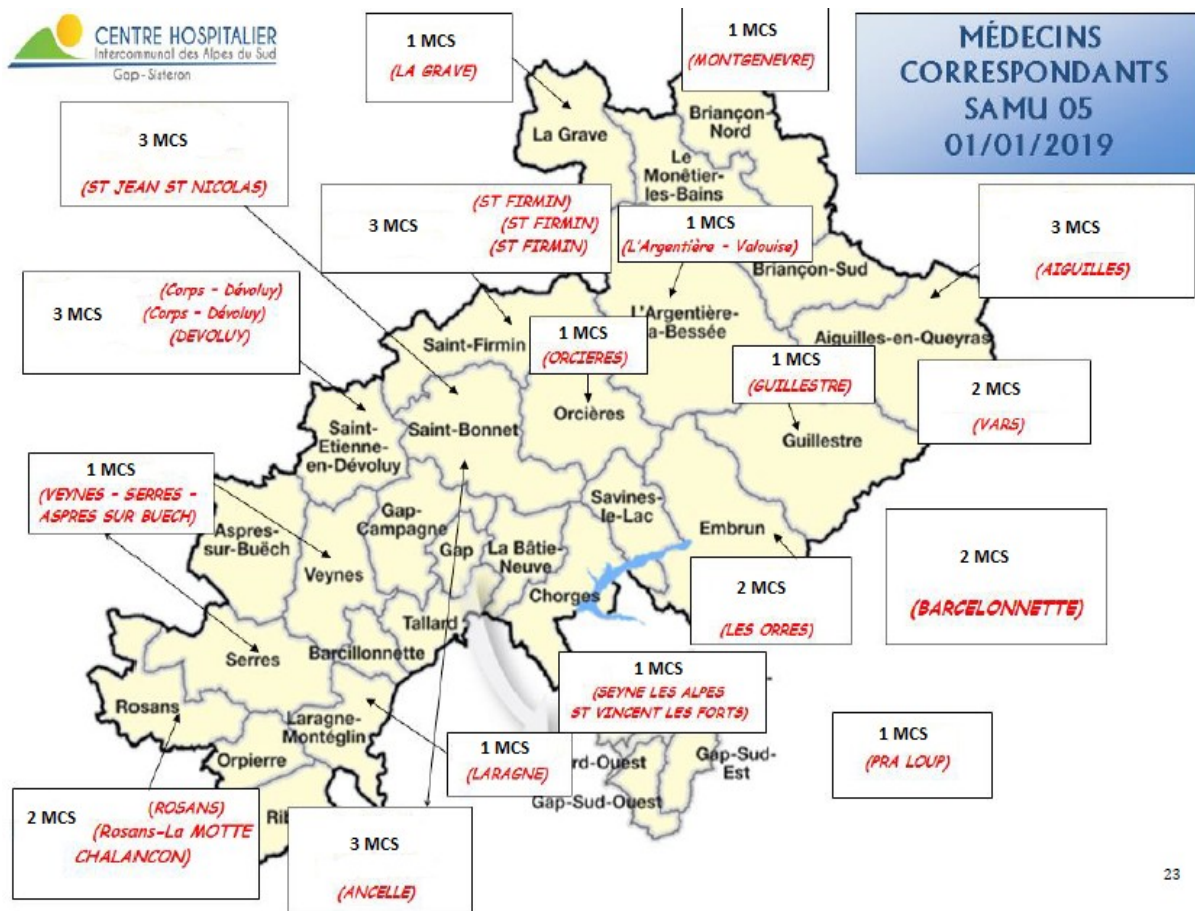 CENTRE HOSPITALIER
Intercommunal des Alpes du Sud
Gap - Sisteron
MÉDECINS
CORRESPONDANTS
SAMU 05
01/01/2019
1 MCS
(LA GRAVE)
1 MCS
(MONTGENEVRE)
3 MCS
(ST JEAN ST NICOLAS)
3 MCS
(ST FIRMIN)
(ST FIRMIN)
(ST FIRMIN)
1 MCS
(L'Argentière - Valouise)
3 MCS
(AIGUILLES)
3 MCS
(Corps - Dévoluy)
(Corps - Dévoluy)
(DEVOLUY)
1 MCS
(ORCIERES)
1 MCS
(GUILLESTRE)
2 MCS
(VARS)
1 MCS
(VEYNES - SERRES -
ASPRES SUR BUECH)
2 MCS
(LES ORRES)
2 MCS
(BARCELONNETTE)
1 MCS
(SEYNE LES ALPES
ST VINCENT LES FORTS)
1 MCS
(LARAGNE)
1 MCS
(PRA LOUP)
2 MCS
(ROSANS)
(Rosans-La MOTTE
CHALANCON)
3 MCS
(ANCELLE)
La Grave
Briançon-
Nord
Le
Monêtier-
les-Bains
Briançon-Sud
L'Argentière-
la-Bessée
Aiguilles-en-Queyras
Saint-Firmin
Orcières
Guillestre
Saint-Bonnet
Saint-
Etienne-
en-Dévoluy
Aspres-
sur-Buëch
Veynes
Gap-
Campagne
Gap
La Bâtie-
Neuve
Savines-
le-Lac
Embrun
Chorges
Tallard
Barcillonnette
Serres
Rosans
Laragne-
Montéglin
Orpierre
Rib
rd-Ouest
Gap-Sud-
Est
Gap-Sud-Ouest
23